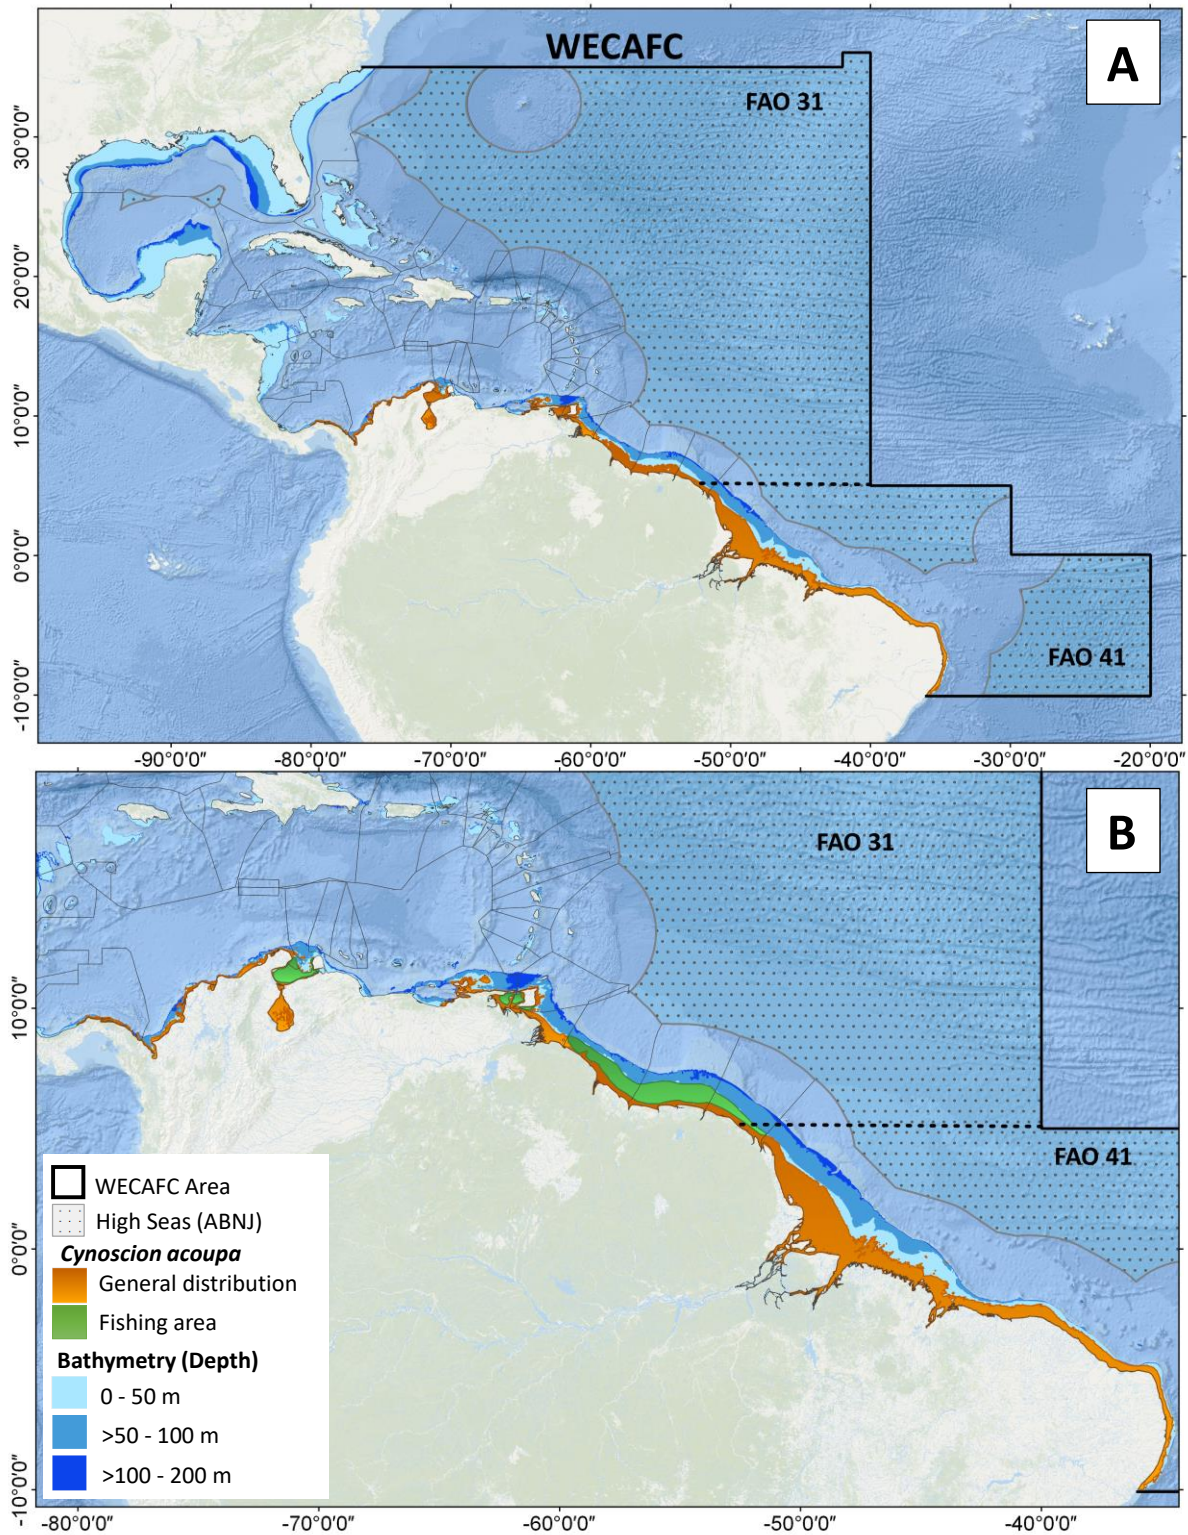 WECAFC
A
FAO 31
FAO 41
30°0'0"
20°0'0"
10°0'0"
0°0'0"
-10°0'0"
-90°0'0"
-80°0'0"
-70°0'0"
-60°0'0"
-50°0'0"
-40°0'0"
-30°0'0"
-20°0'0"
B
FAO 31
FAO 41
10°0'0"
0°0'0"
-10°0'0"
WECAFC Area
High Seas (ABNJ)
Cynoscion acoupa
General distribution
Fishing area
Bathymetry (Depth)
0 - 50 m
>50 - 100 m
>100 - 200 m
-80°0'0"
-70°0'0"
-60°0'0"
-50°0'0"
-40°0'0"